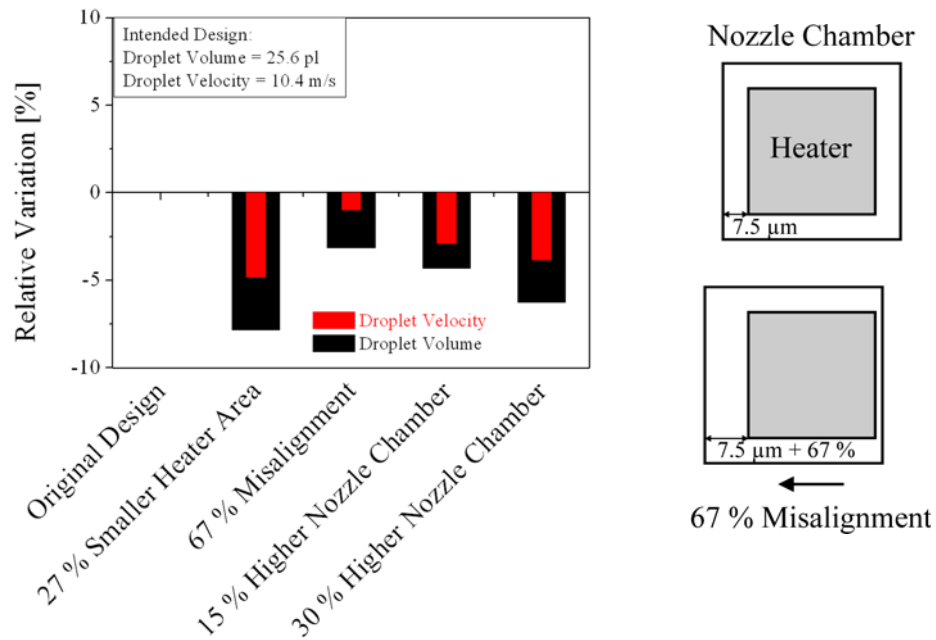 10
5
0
-5
-10
Relative Variation [%]
Intended Design:
Droplet Volume = 25.6 pl
Droplet Velocity = 10.4 m/s
Droplet Velocity
Droplet Volume
Original Design
27 % Smaller Heater Area
67 % Misalignment
15 % Higher Nozzle Chamber
30 % Higher Nozzle Chamber
Nozzle Chamber
Heater
7.5 µm
7.5 µm + 67 %
67 % Misalignment